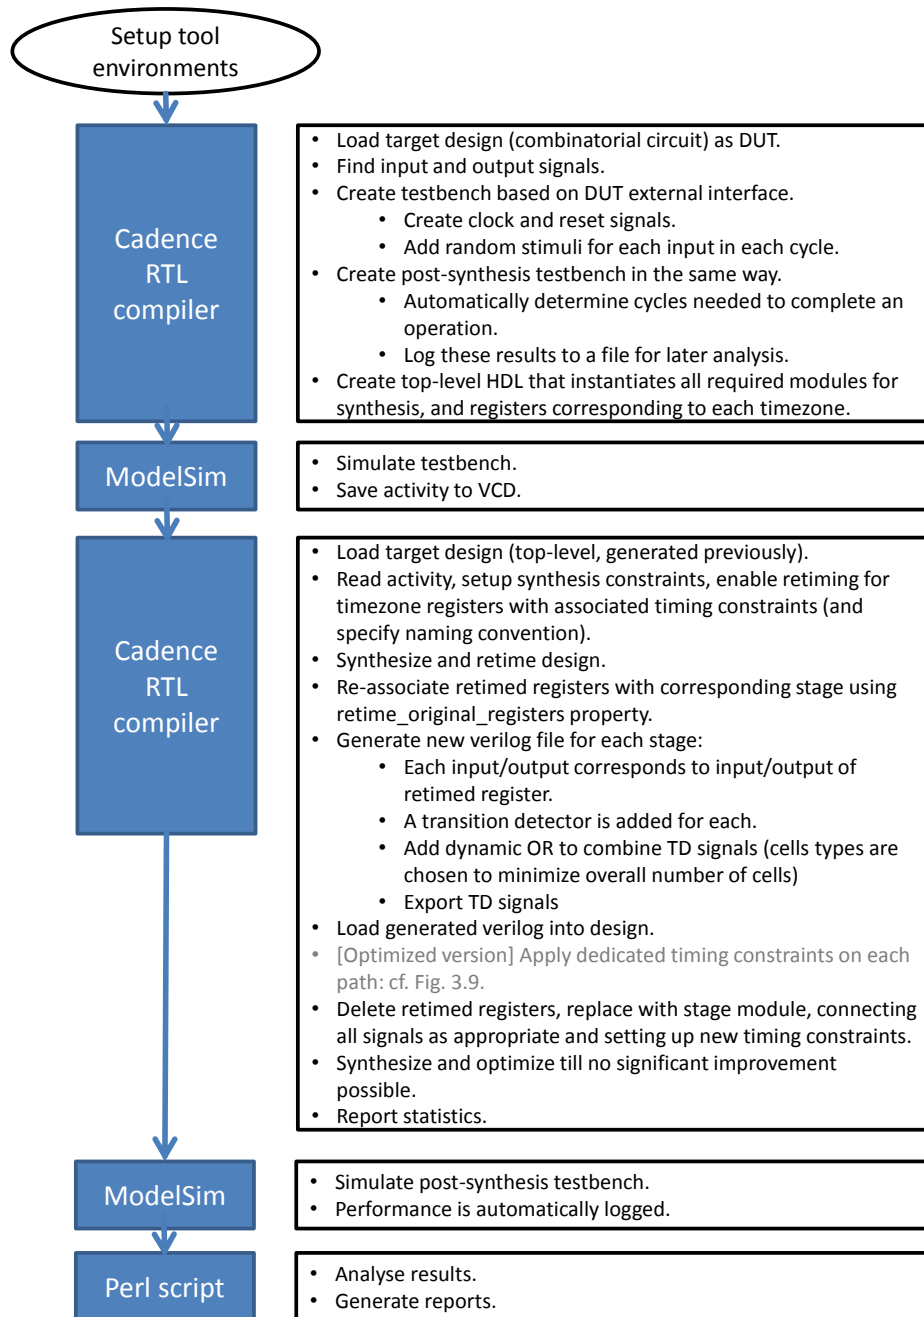 Setup tool
environments
Cadence
RTL
compiler
• Load target design (combinatorial circuit) as DUT.
• Find input and output signals.
• Create testbench based on DUT external interface.
• Create clock and reset signals.
• Add random stimuli for each input in each cycle.
• Create post-synthesis testbench in the same way.
• Automatically determine cycles needed to complete an
operation.
• Log these results to a file for later analysis.
• Create top-level HDL that instantiates all required modules for
synthesis, and registers corresponding to each timezone.
ModelSim
• Simulate testbench.
• Save activity to VCD.
Cadence
RTL
compiler
• Load target design (top-level, generated previously).
• Read activity, setup synthesis constraints, enable retiming for
timezone registers with associated timing constraints (and
specify naming convention).
• Synthesize and retime design.
• Re-associate retimed registers with corresponding stage using
retime_original_registers property.
• Generate new verilog file for each stage:
• Each input/output corresponds to input/output of
retimed register.
• A transition detector is added for each.
• Add dynamic OR to combine TD signals (cells types are
chosen to minimize overall number of cells)
• Export TD signals
• Load generated verilog into design.
• [Optimized version] Apply dedicated timing constraints on each
path: cf. Fig. 3.9.
• Delete retimed registers, replace with stage module, connecting
all signals as appropriate and setting up new timing constraints.
• Synthesize and optimize till no significant improvement
possible.
• Report statistics.
ModelSim
• Simulate post-synthesis testbench.
• Performance is automatically logged.
Perl script
• Analyse results.
• Generate reports.